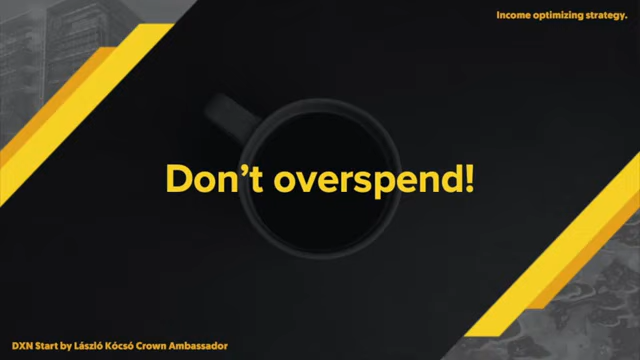 Income optimizing strategy.
Don't overspend!
DXN Start by László Kócsó Crown Ambassador